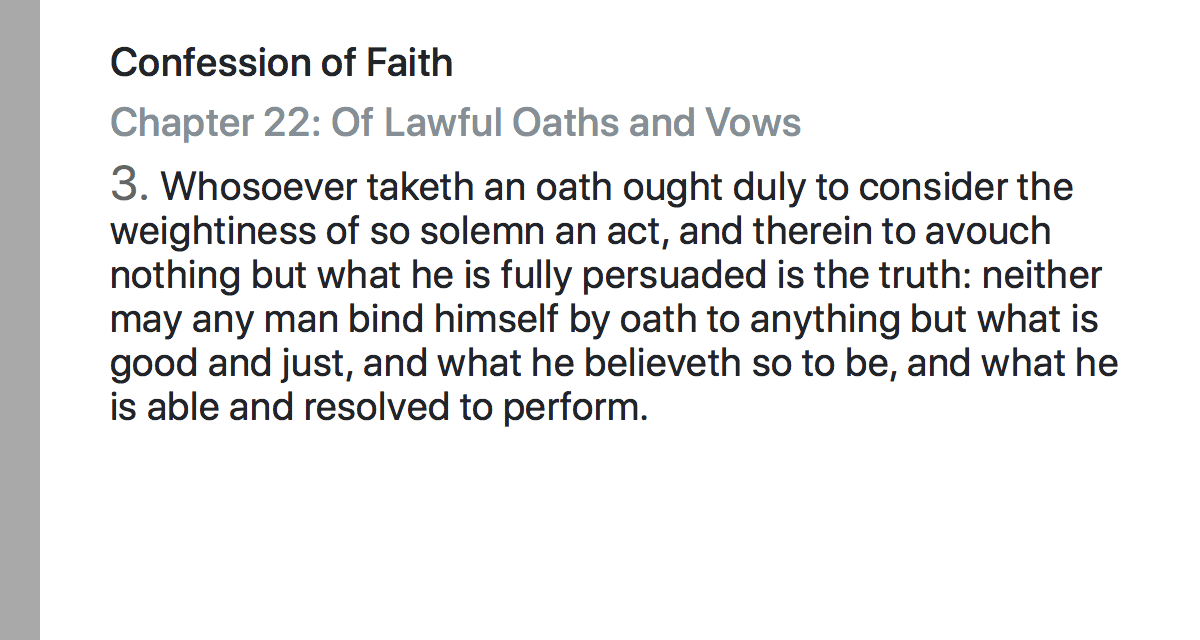 Confession of Faith
Chapter 22: Of Lawful Oaths and Vows
3. Whosoever taketh an oath ought duly to consider the
weightiness of so solemn an act, and therein to avouch
nothing but what he is fully persuaded is the truth: neither
may any man bind himself by oath to anything but what is
good and just, and what he believeth so to be, and what he
is able and resolved to perform.